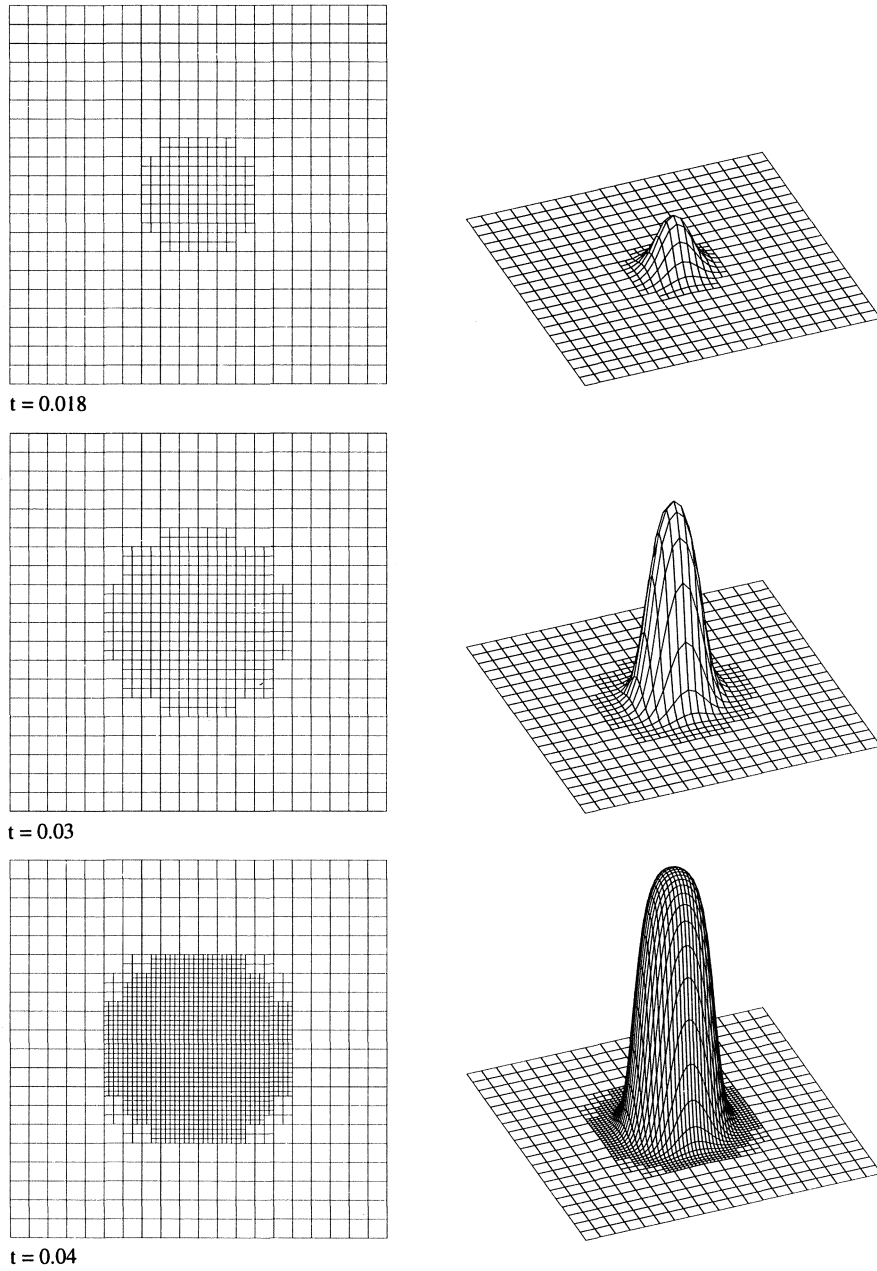 t = 0.018
t = 0.03
t = 0.04